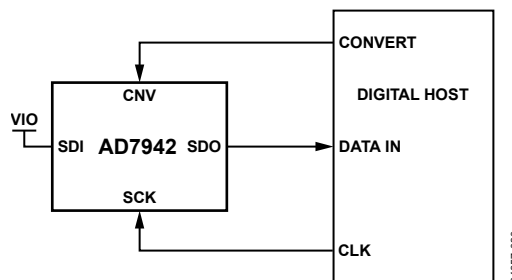 CONVERT
CNV
DIGITAL HOST
VIO
SDI AD7942 SDO
DATA IN
SCK
CLK